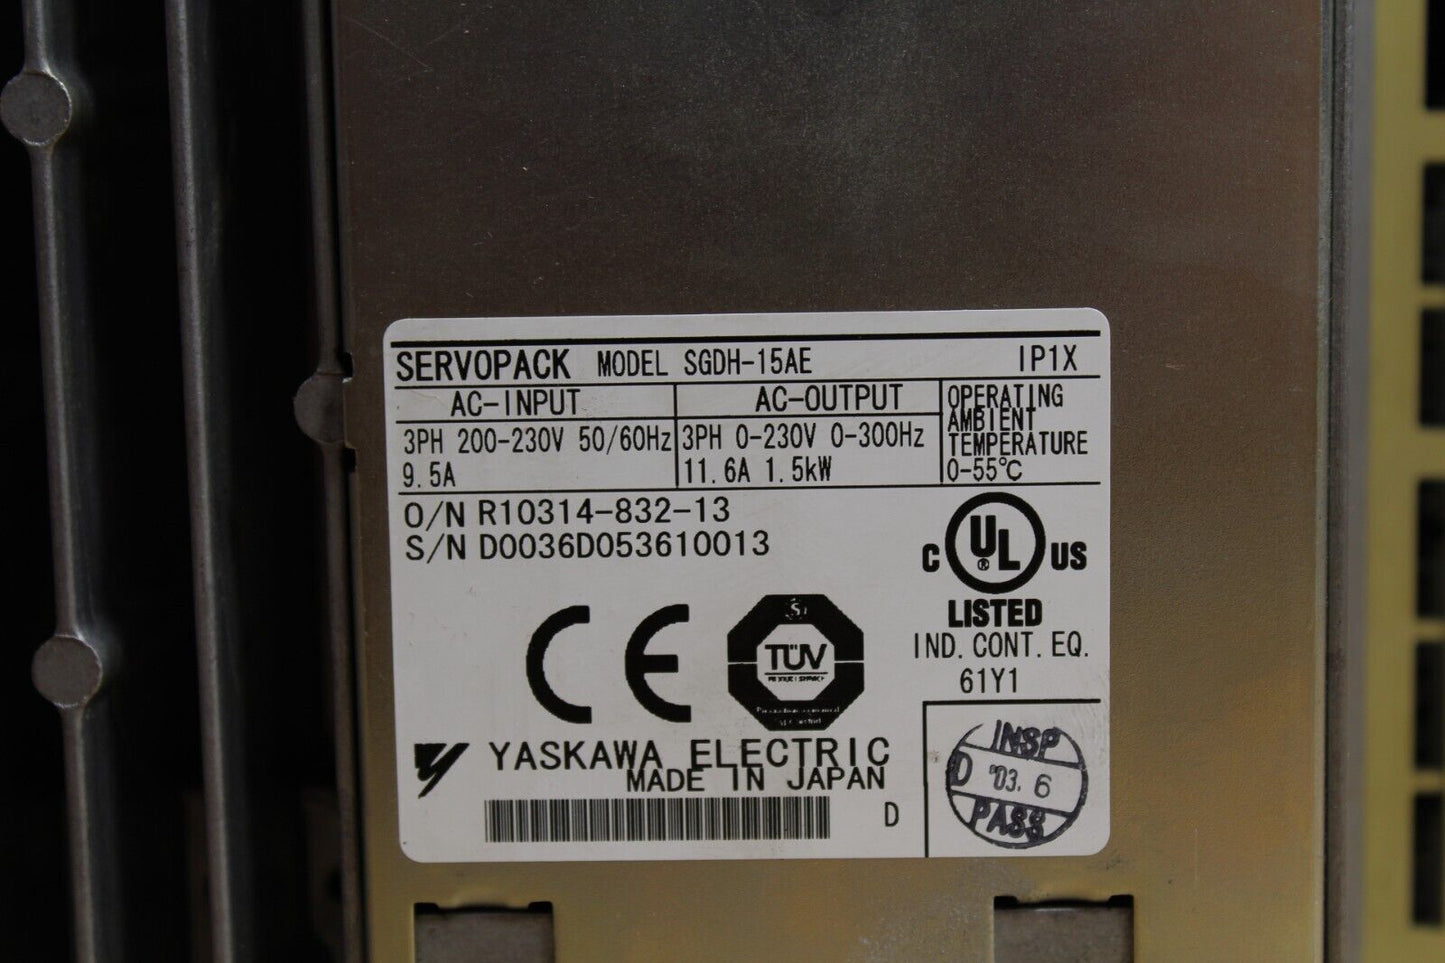 SERVOPACK MODEL SGDH-15AE IP1X
AC-INPUT
3PH 200-230V 50/60Hz
9.5A
AC-OUTPUT
3PH 0-230V 0-300Hz
11.6A 1.5kW
OPERATING
AMBIENT
TEMPERATURE
0-55℃
O/N R10314-832-13
S/N D0036D053610013
C UL® US
LISTED
IND. CONT. EQ.
61Y1
CE
S
TÜV
PRODUCT SERVICE
YASKAWA ELECTRIC
MADE IN JAPAN
D
INSP
D '03. 6
PASS